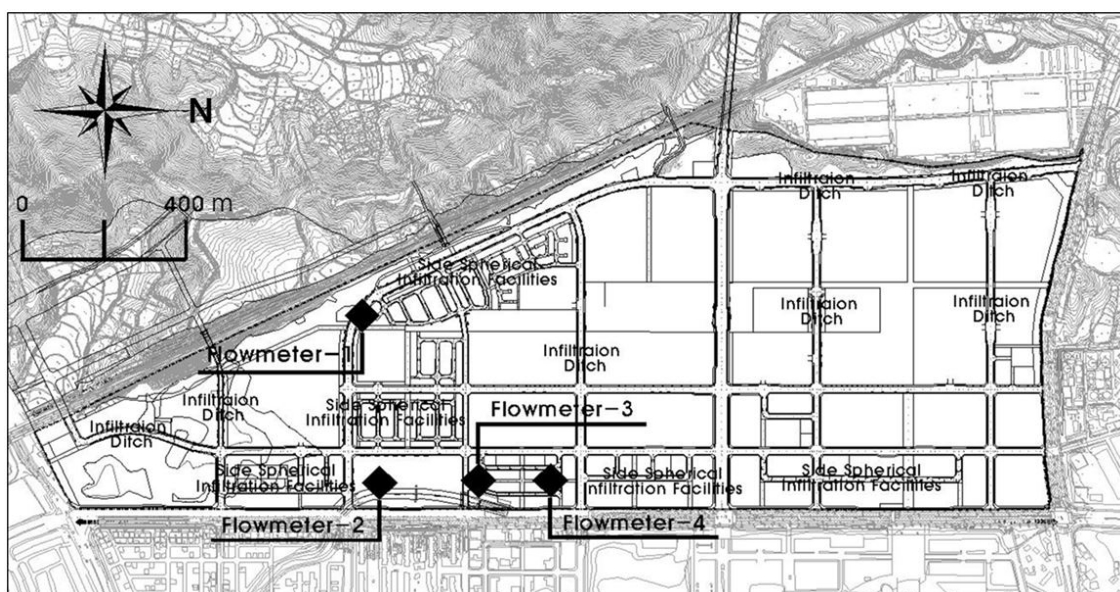 N
0
400 m
Infiltraion
Ditch
Infiltraion
Ditch
Side Spherical
Infiltration Facilities
Infiltraion
Ditch
Infiltraion
Ditch
Flowmeter-1
Infiltraion
Ditch
Infiltraion
Ditch
Side Spherical
Infiltration Facilities
Flowmeter-3
Infiltraion
Ditch
Side Spherical
Infiltration Facilities
Side Spherical
Infiltration Facilities
Side Spherical
Infiltration Facilities
Flowmeter-2
Flowmeter-4